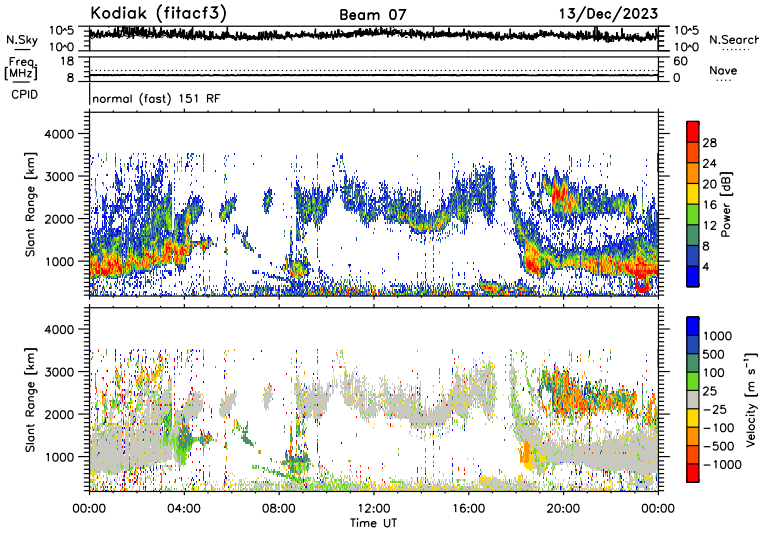 Kodiak (fitacf3) Beam 07 13/Dec/2023
N.Sky 10^5 10^0 10^5 10^0 N.Search
Freq. [MHz] 18 8 60 0 Nave
CPID normal (fast) 151 RF
Slant Range [km] 4000 3000 2000 1000
28 24 20 16 12 8 4 Power [dB]
Slant Range [km] 4000 3000 2000 1000
1000 500 100 25 −25 −100 −500 −1000 Velocity [m s⁻¹]
00:00 04:00 08:00 12:00 16:00 20:00 00:00
Time UT